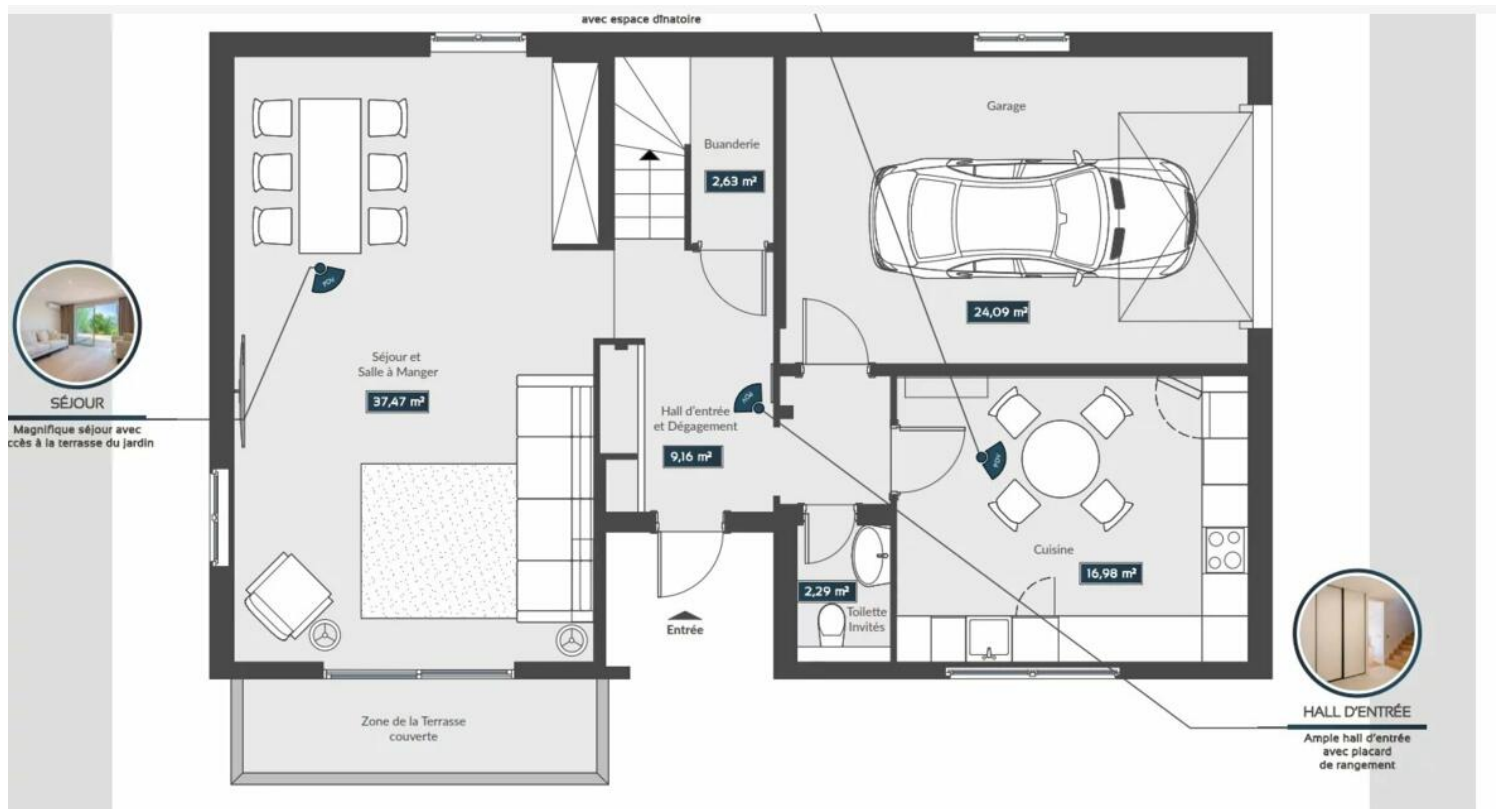 avec espace dînatoire
Garage
Buanderie
2,63 m²
24,09 m²
POV
Séjour et
Salle à Manger
37,47 m²
SÉJOUR
Magnifique séjour avec
ccès à la terrasse du jardin
POV
Hall d'entrée
et Dégagement
9,16 m²
POV
Cuisine
16,98 m²
2,29 m²
Toilette
Invités
Entrée
HALL D'ENTRÉE
Ample hall d'entrée
avec placard
de rangement
Zone de la Terrasse
couverte